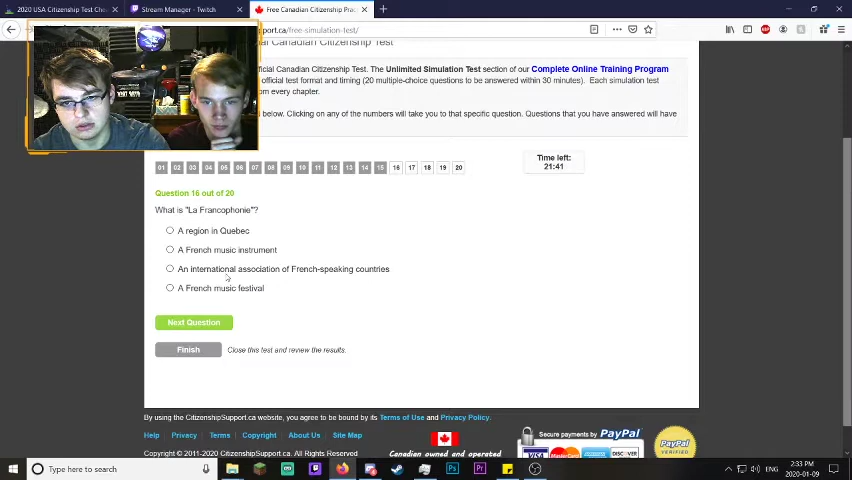 2020 USA Citizenship Test Che
Stream Manager - Twitch
Free Canadian Citizenship Prac
support.ca/free-simulation-test/
al Canadian Citizenship Test
ficial Canadian Citizenship Test. The Unlimited Simulation Test section of our Complete Online Training Program
official test format and timing (20 multiple-choice questions to be answered within 30 minutes). Each simulation test
om every chapter.
below. Clicking on any of the numbers will take you to that specific question. Questions that you have answered will have
01 02 03 04 05 06 07 08 09 10 11 12 13 14 15 16 17 18 19 20
Time left:
21:41
Question 16 out of 20
What is "La Francophonie"?
A region in Quebec
A French music instrument
An international association of French-speaking countries
A French music festival
Next Question
Finish
Close this test and review the results.
By using the CitizenshipSupport.ca website, you agree to be bound by its Terms of Use and Privacy Policy.
Help Privacy Terms Copyright About Us Site Map
Copyright © 2011-2020 CitizenshipSupport.ca. All Rights Reserved
Canadian owned and operated
Secure payments by PayPal
VISA MasterCard DISCOVER
PayPal
VERIFIED
Type here to search
Ps
Pr
ENG
2:33 PM
2020-01-09